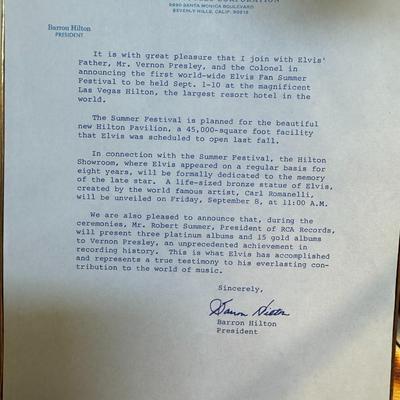 CORPORATION
9990 SANTA MONICA BOULEVARD
BEVERLY HILLS, CALIF. 90212
Barron Hilton
PRESIDENT
It is with great pleasure that I join with Elvis'
Father, Mr. Vernon Presley, and the Colonel in
announcing the first world-wide Elvis Fan Summer
Festival to be held Sept. 1-10 at the magnificent
Las Vegas Hilton, the largest resort hotel in the
world.
The Summer Festival is planned for the beautiful
new Hilton Pavilion, a 45,000-square foot facility
that Elvis was scheduled to open last fall.
In connection with the Summer Festival, the Hilton
Showroom, where Elvis appeared on a regular basis for
eight years, will be formally dedicated to the memory
of the late star. A life-sized bronze statue of Elvis,
created by the world famous artist, Carl Romanelli,
will be unveiled on Friday, September 8, at 11:00 A.M.
We are also pleased to announce that, during the
ceremonies, Mr. Robert Summer, President of RCA Records,
will present three platinum albums and 15 gold albums
to Vernon Presley, an unprecedented achievement in
recording history. This is what Elvis has accomplished
and represents a true testimony to his everlasting con-
tribution to the world of music.
Sincerely,
Barron Hilton
Barron Hilton
President